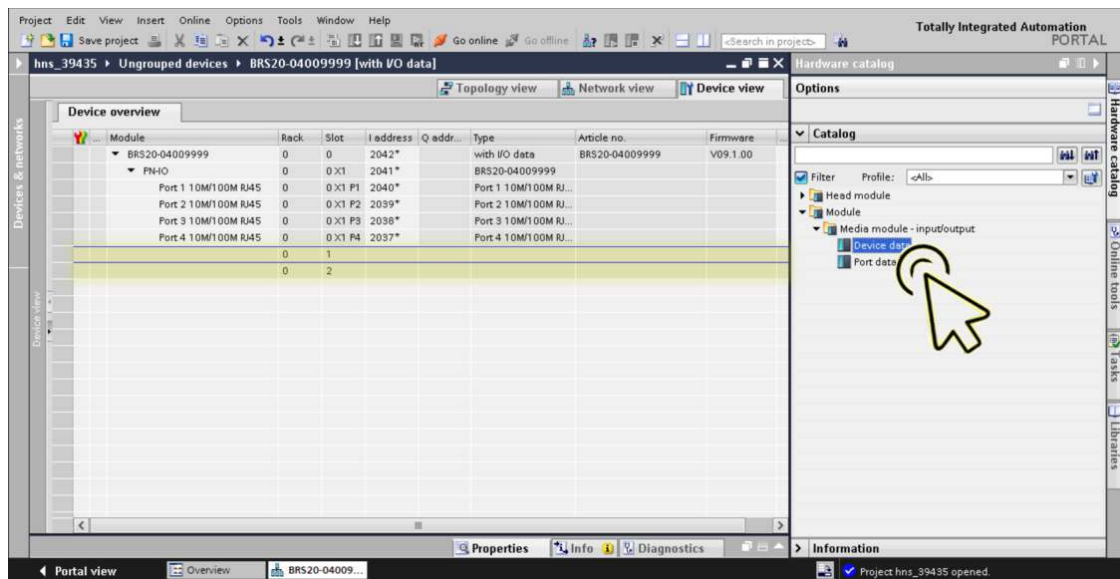 Project Edit View Insert Online Options Tools Window Help
Totally Integrated Automation
PORTAL
Save project Go online Go offline <Search in project>
hns_39435 ▸ Ungrouped devices ▸ BRS20-04009999 [with I/O data]
Hardware catalog
Topology view Network view Device view
Options
Device overview
Module Rack Slot I address Q addr... Type Article no. Firmware ...
BRS20-04009999 0 0 2042* with I/O data BRS20-04009999 V09.1.00
PN-IO 0 0 X1 2041* BRS20-04009999
Port 1 10M/100M RJ45 0 0 X1 P1 2040* Port 1 10M/100M RJ...
Port 2 10M/100M RJ45 0 0 X1 P2 2039* Port 2 10M/100M RJ...
Port 3 10M/100M RJ45 0 0 X1 P3 2038* Port 3 10M/100M RJ...
Port 4 10M/100M RJ45 0 0 X1 P4 2037* Port 4 10M/100M RJ...
0 1
0 2
Catalog
Filter Profile: <All>
Head module
Module
Media module - input/output
Device data
Port data
Information
Devices & networks
Device view
Hardware catalog
Online tools
Tasks
Libraries
Properties Info Diagnostics
Portal view Overview BRS20-04009... Project hns_39435 opened.